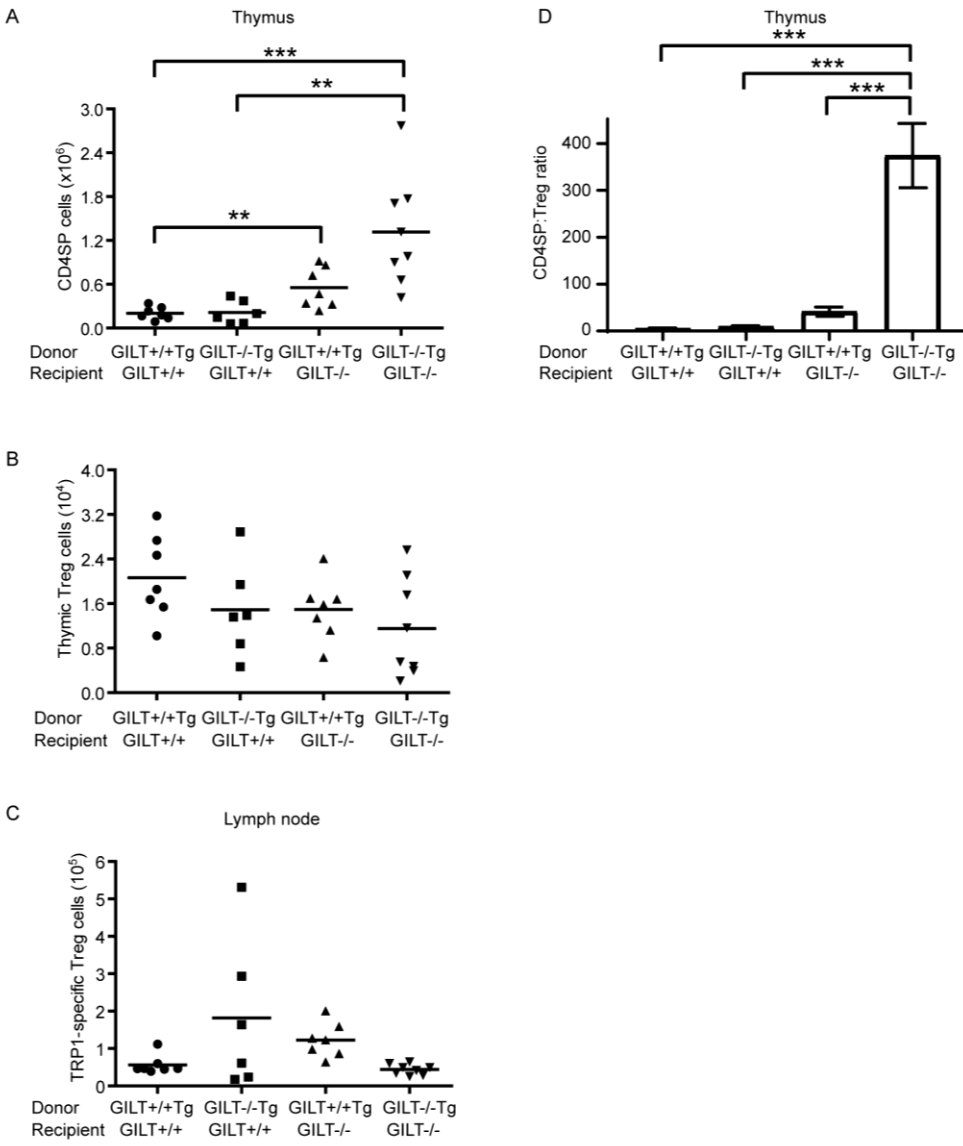 A
Thymus
***
**
**
3.0
2.4
1.8
1.2
0.6
0.0
CD4SP cells (x10⁶)
Donor GILT+/+Tg GILT-/-Tg GILT+/+Tg GILT-/-Tg
Recipient GILT+/+ GILT+/+ GILT-/- GILT-/-
D
Thymus
***
***
***
400
300
200
100
0
CD4SP:Treg ratio
Donor GILT+/+Tg GILT-/-Tg GILT+/+Tg GILT-/-Tg
Recipient GILT+/+ GILT+/+ GILT-/- GILT-/-
B
4.0
3.2
2.4
1.6
0.8
0.0
Thymic Treg cells (10⁴)
Donor GILT+/+Tg GILT-/-Tg GILT+/+Tg GILT-/-Tg
Recipient GILT+/+ GILT+/+ GILT-/- GILT-/-
C
Lymph node
6
5
4
3
2
1
0
TRP1-specific Treg cells (10⁵)
Donor GILT+/+Tg GILT-/-Tg GILT+/+Tg GILT-/-Tg
Recipient GILT+/+ GILT+/+ GILT-/- GILT-/-